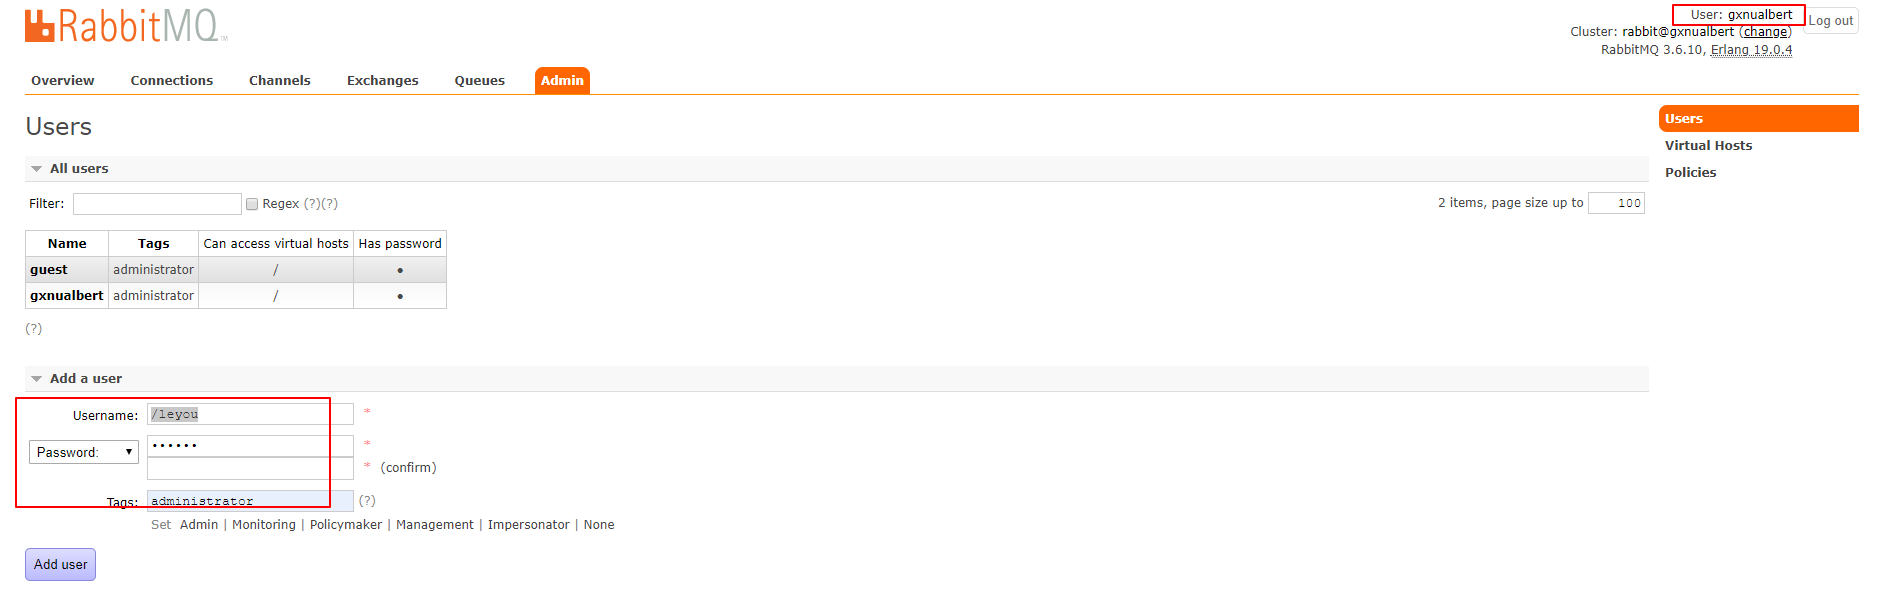 RabbitMQ TM
User: gxnualbert
Log out
Cluster: rabbit@gxnualbert (change)
RabbitMQ 3.6.10, Erlang 19.0.4
Overview Connections Channels Exchanges Queues Admin
Users
Users
Virtual Hosts
Policies
All users
Filter: Regex (?)(?) 2 items, page size up to 100
Name Tags Can access virtual hosts Has password
guest administrator / ●
gxnualbert administrator / ●
(?)
Add a user
Username: /leyou *
Password: ▼ •••••• *
* (confirm)
Tags: administrator (?)
Set Admin | Monitoring | Policymaker | Management | Impersonator | None
Add user